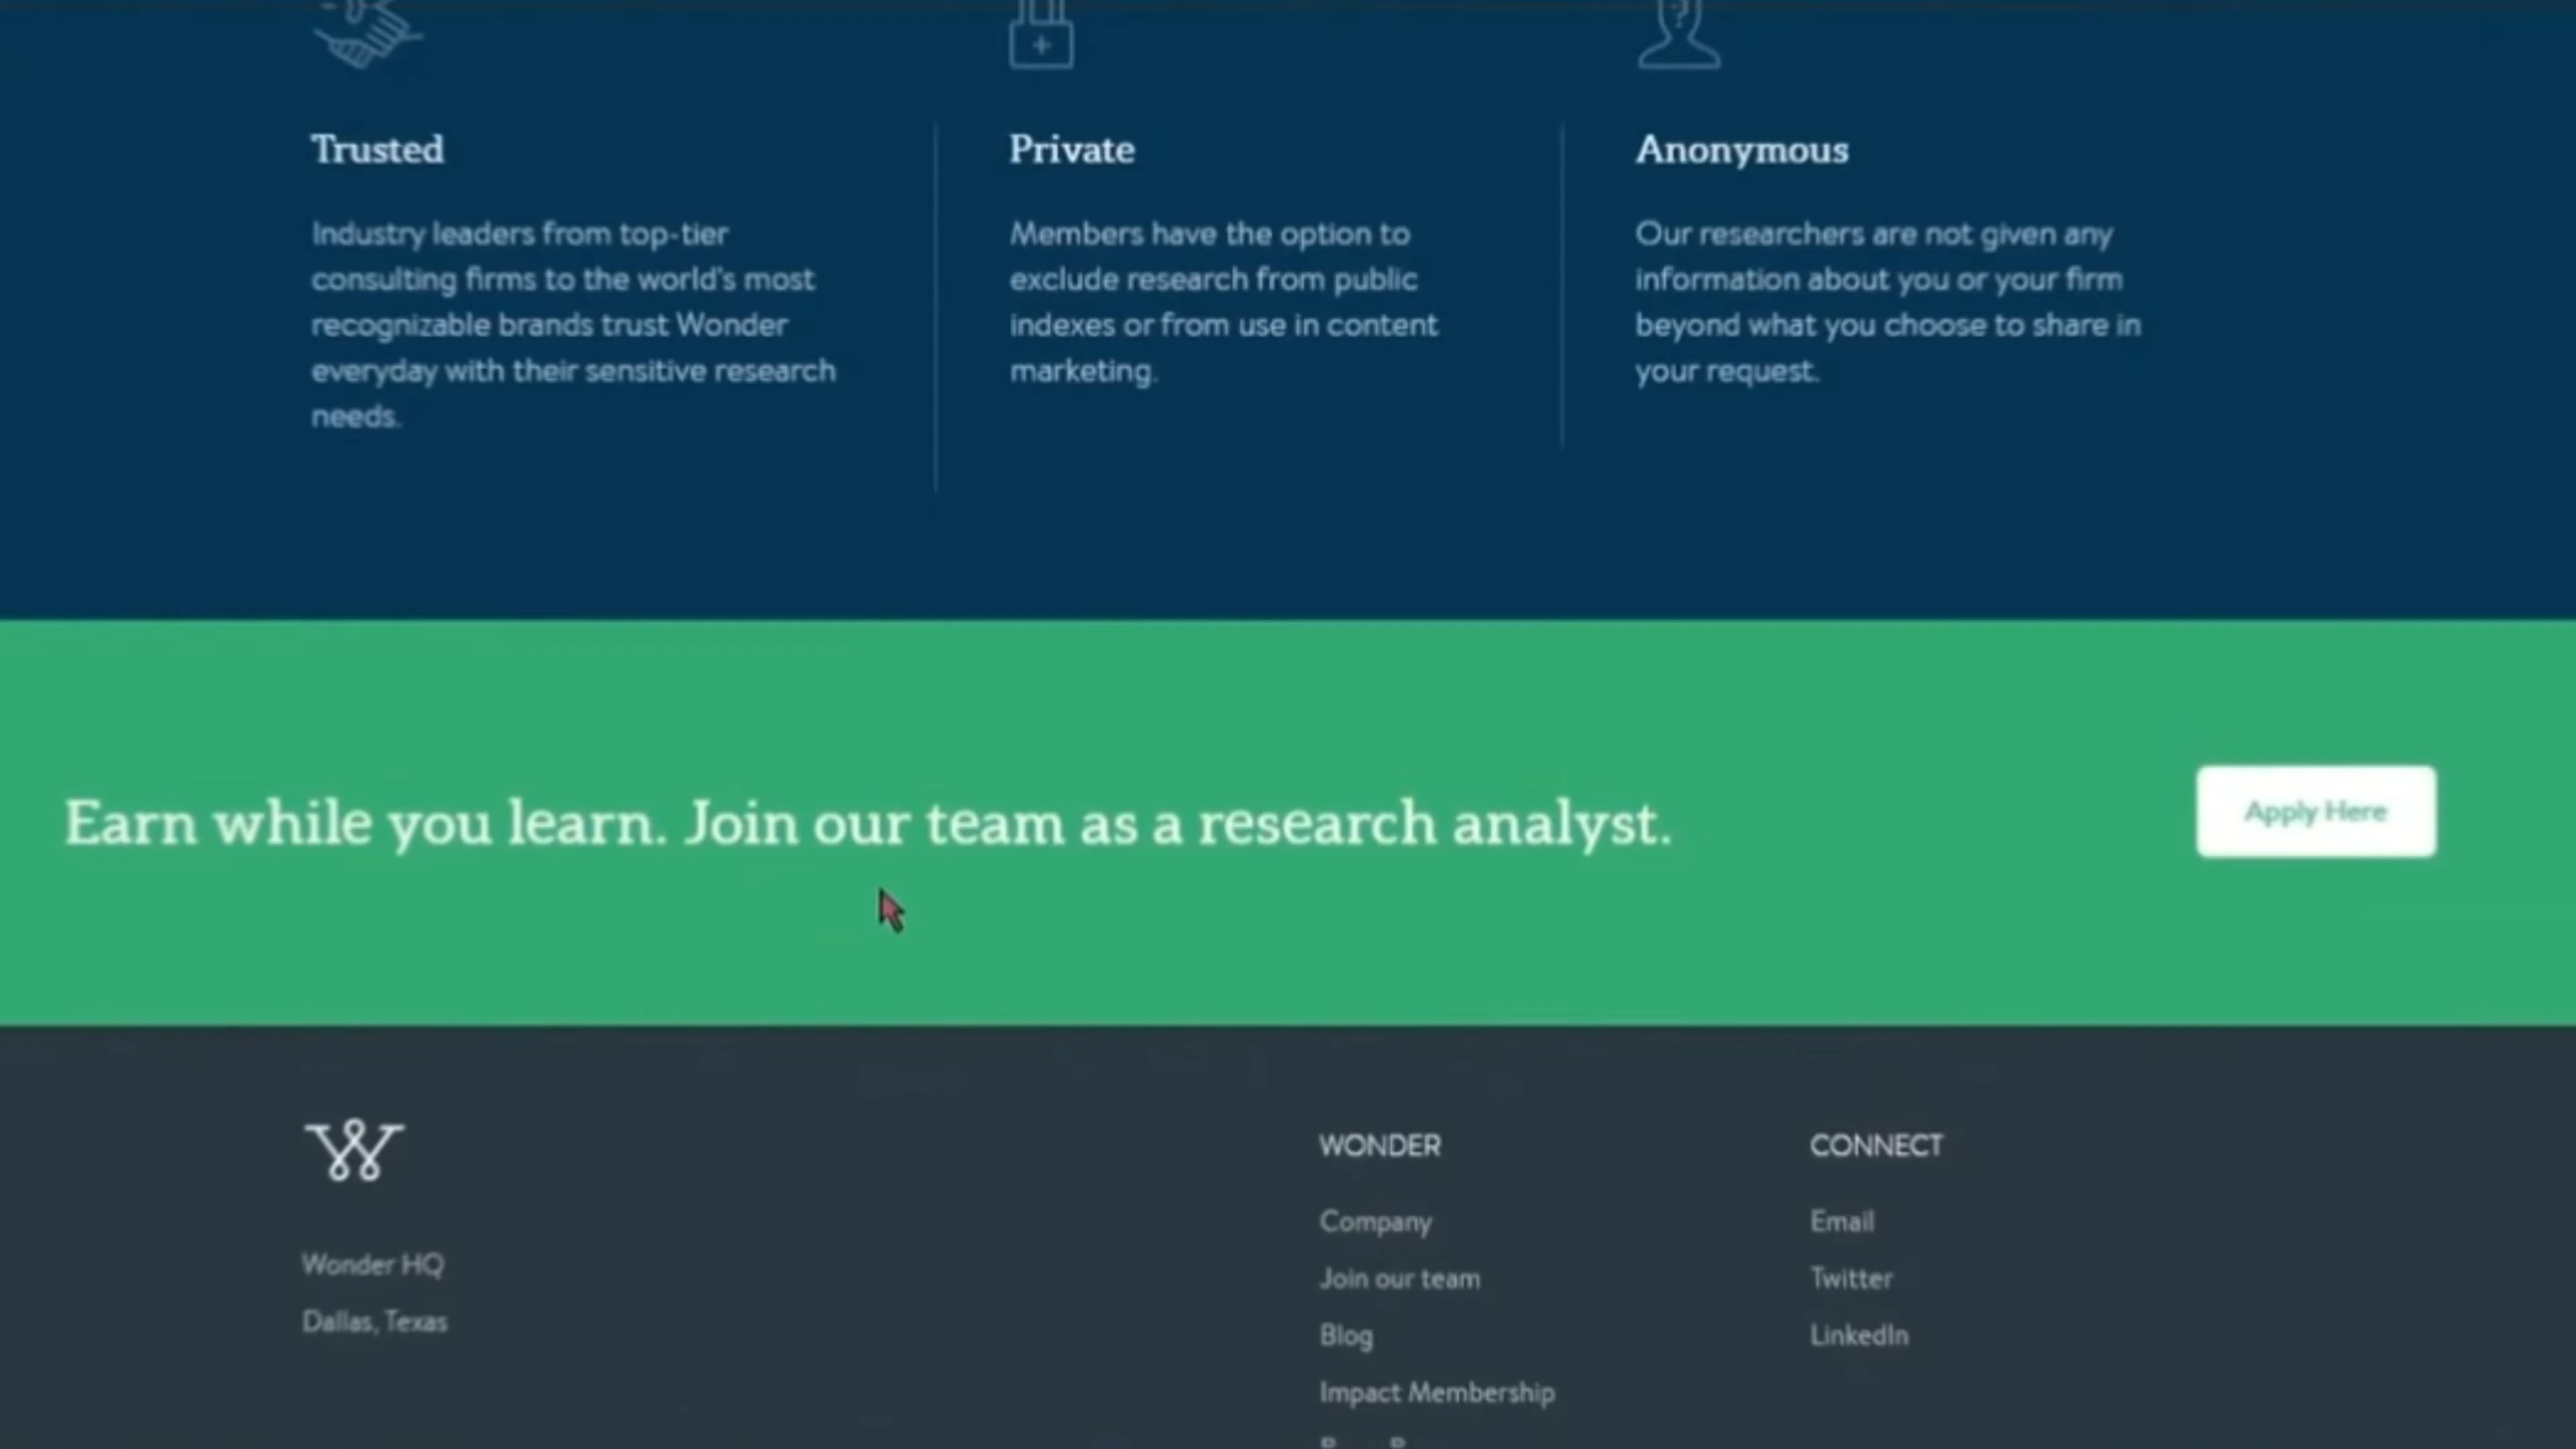 Trusted
Industry leaders from top-tier
consulting firms to the world's most
recognizable brands trust Wonder
everyday with their sensitive research
needs.
Private
Members have the option to
exclude research from public
indexes or from use in content
marketing.
Anonymous
Our researchers are not given any
information about you or your firm
beyond what you choose to share in
your request.
Earn while you learn. Join our team as a research analyst.
Apply Here
W
Wonder HQ
Dallas, Texas
WONDER
Company
Join our team
Blog
Impact Membership
CONNECT
Email
Twitter
LinkedIn